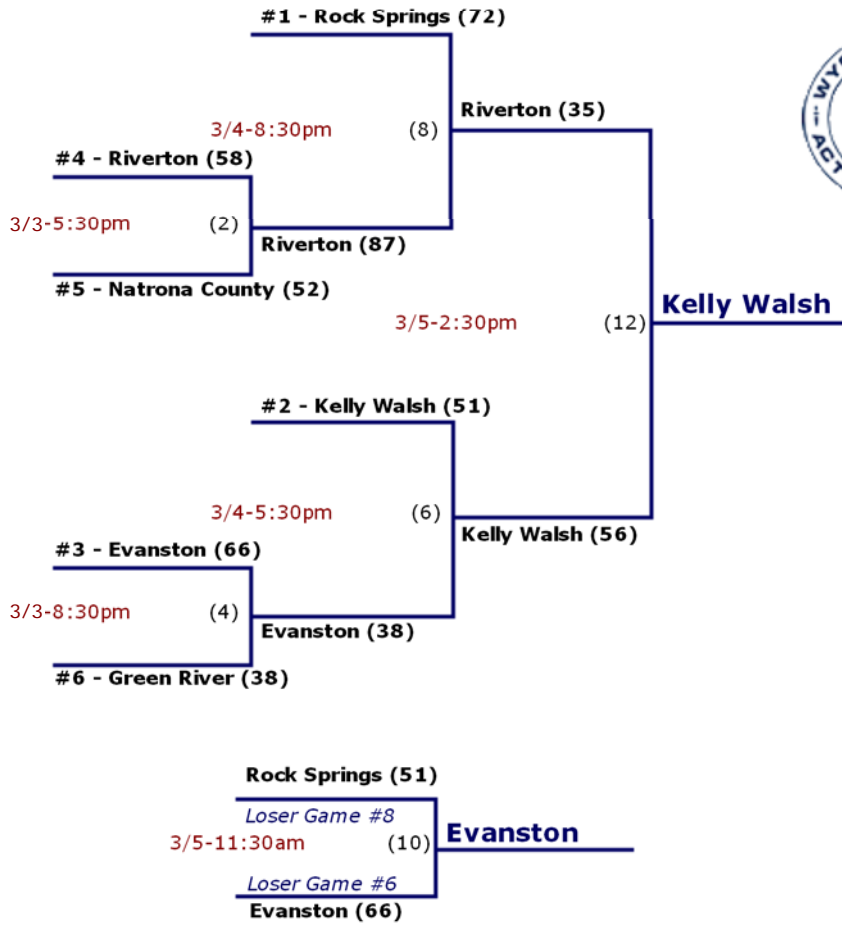 #1 - Rock Springs (72)
3/4-8:30pm
(8)
Riverton (35)
#4 - Riverton (58)
3/3-5:30pm
(2)
Riverton (87)
#5 - Natrona County (52)
3/5-2:30pm
(12)
Kelly Walsh
#2 - Kelly Walsh (51)
3/4-5:30pm
(6)
Kelly Walsh (56)
#3 - Evanston (66)
3/3-8:30pm
(4)
Evanston (38)
#6 - Green River (38)
Rock Springs (51)
Loser Game #8
3/5-11:30am
(10)
Evanston
Loser Game #6
Evanston (66)